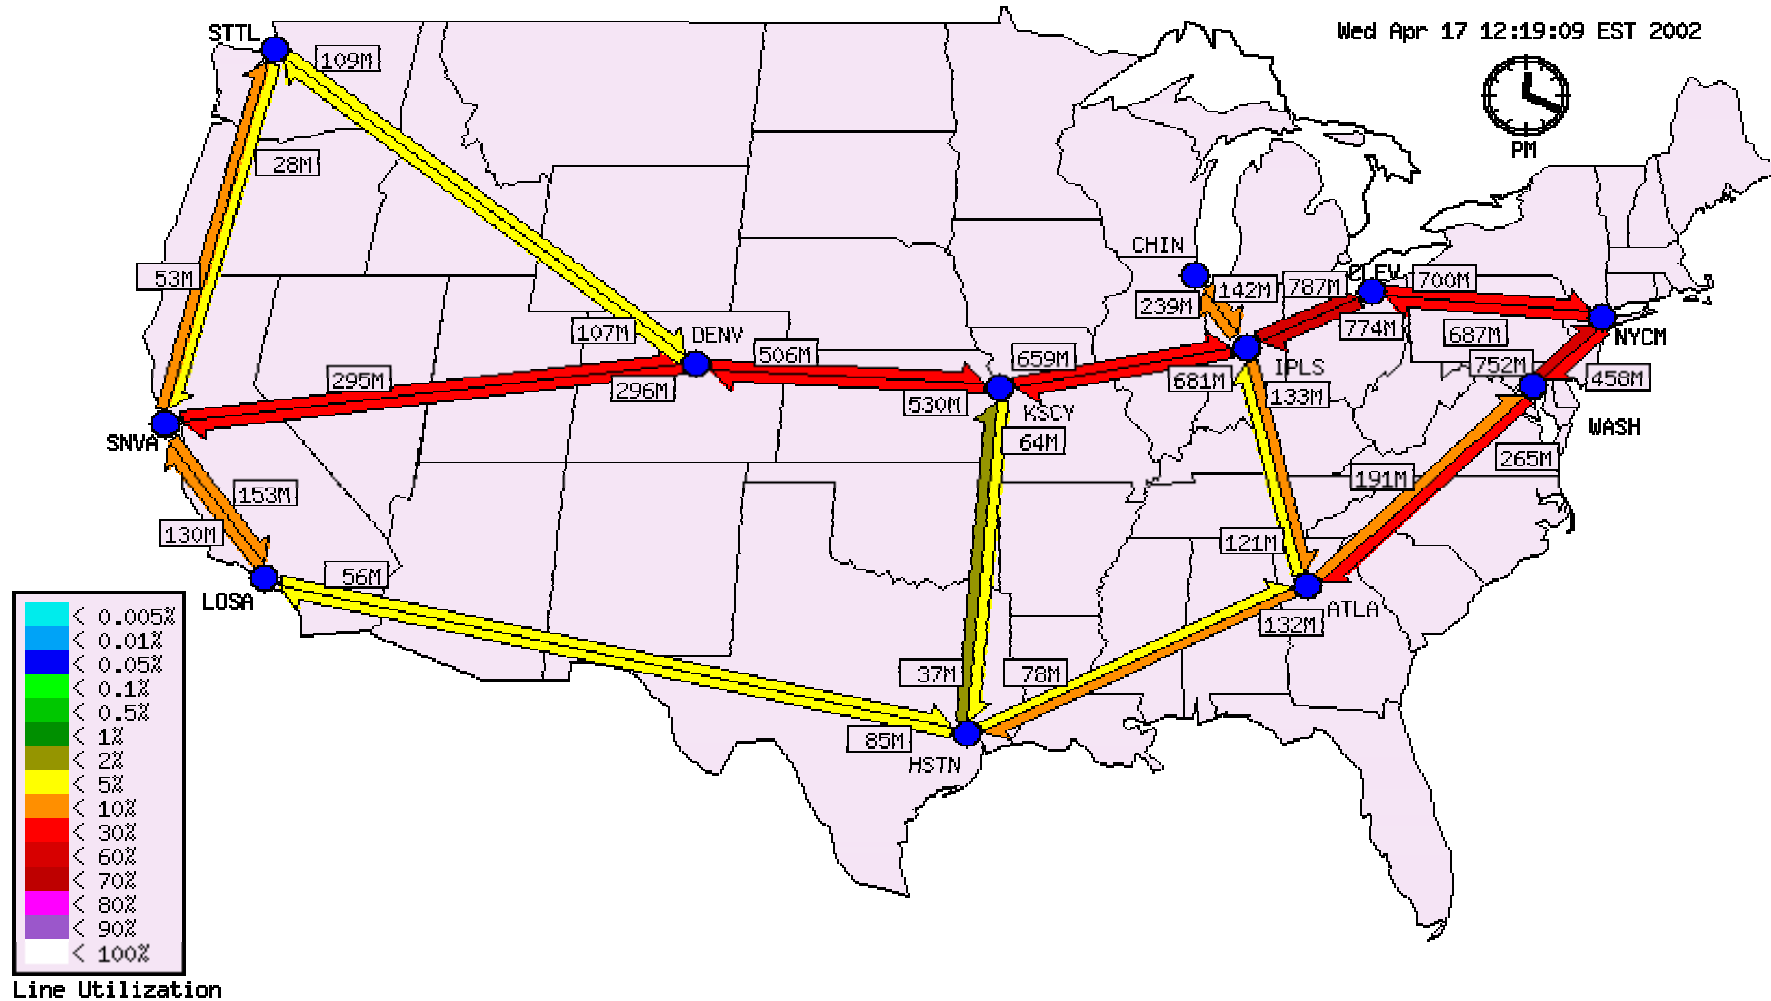 STTL
109M
Wed Apr 17 12:19:09 EST 2002
PM
28M
CHIN
53M
142M
787M
CLEV
700M
239M
107M
DENV
774M
687M
NYCM
506M
659M
752M
IPLS
295M
296M
681M
133M
458M
530M
KSCY
SNVA
64M
WASH
265M
191M
153M
130M
121M
56M
LOSA
ATLA
132M
37M
78M
85M
HSTN
< 0.005%
< 0.01%
< 0.05%
< 0.1%
< 0.5%
< 1%
< 2%
< 5%
< 10%
< 30%
< 60%
< 70%
< 80%
< 90%
< 100%
Line Utilization